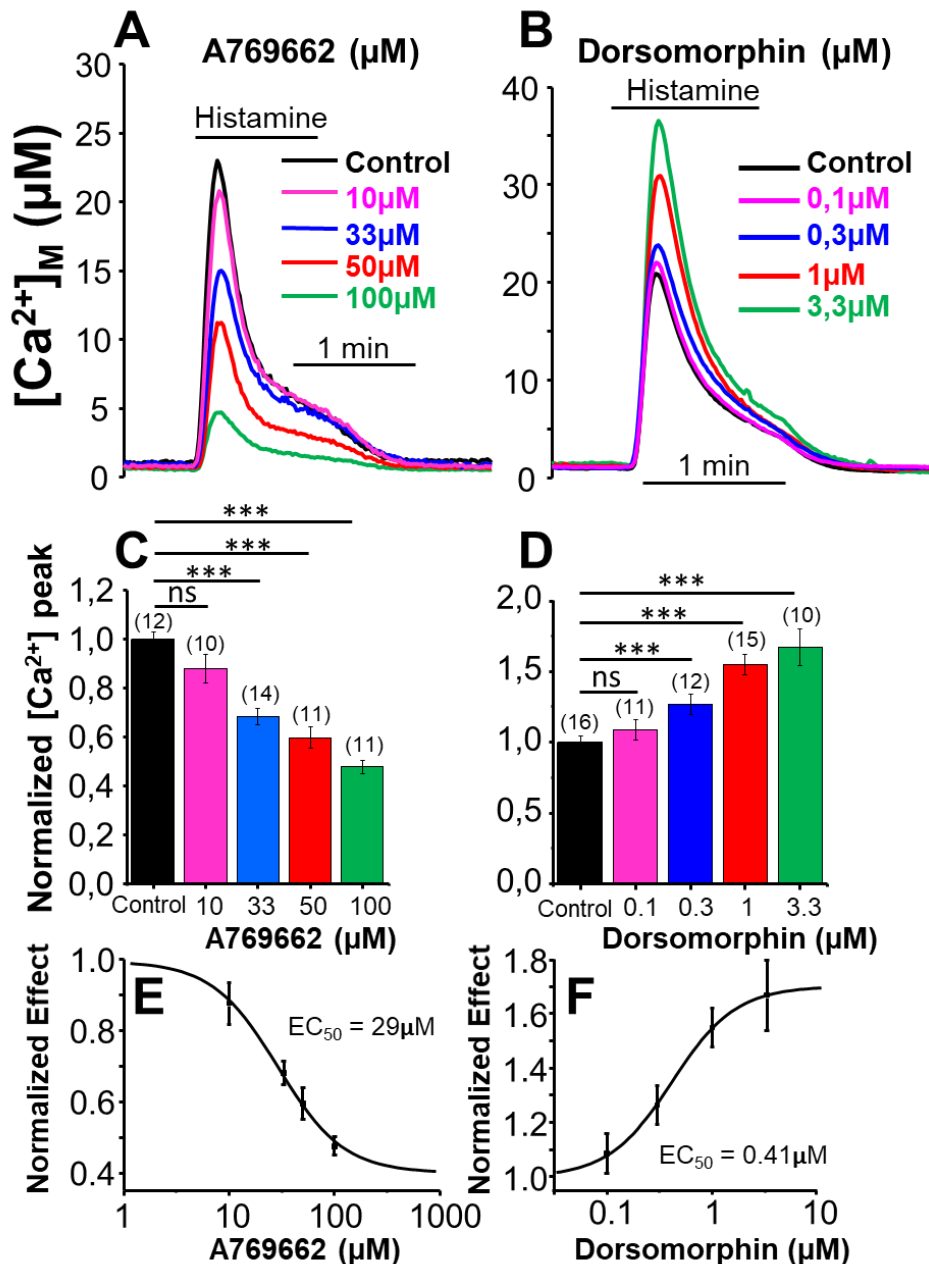 A
A769662 (µM)
30
25
20
15
10
5
0
[Ca²⁺]M (µM)
Histamine
Control
10µM
33µM
50µM
100µM
1 min
B
Dorsomorphin (µM)
40
30
20
10
0
Histamine
Control
0,1µM
0,3µM
1µM
3,3µM
1 min
C
***
***
***
ns
Normalized [Ca²⁺] peak
1,2
1,0
0,8
0,6
0,4
0,2
0,0
(12)
(10)
(14)
(11)
(11)
Control 10 33 50 100
A769662 (µM)
D
***
***
***
ns
2,0
1,5
1,0
0,5
0,0
(16)
(11)
(12)
(15)
(10)
Control 0.1 0.3 1 3.3
Dorsomorphin (µM)
E
Normalized Effect
1.0
0.8
0.6
0.4
EC₅₀ = 29µM
1 10 100 1000
A769662 (µM)
F
Normalized Effect
1.8
1.6
1.4
1.2
1.0
EC₅₀ = 0.41µM
0.1 1 10
Dorsomorphin (µM)